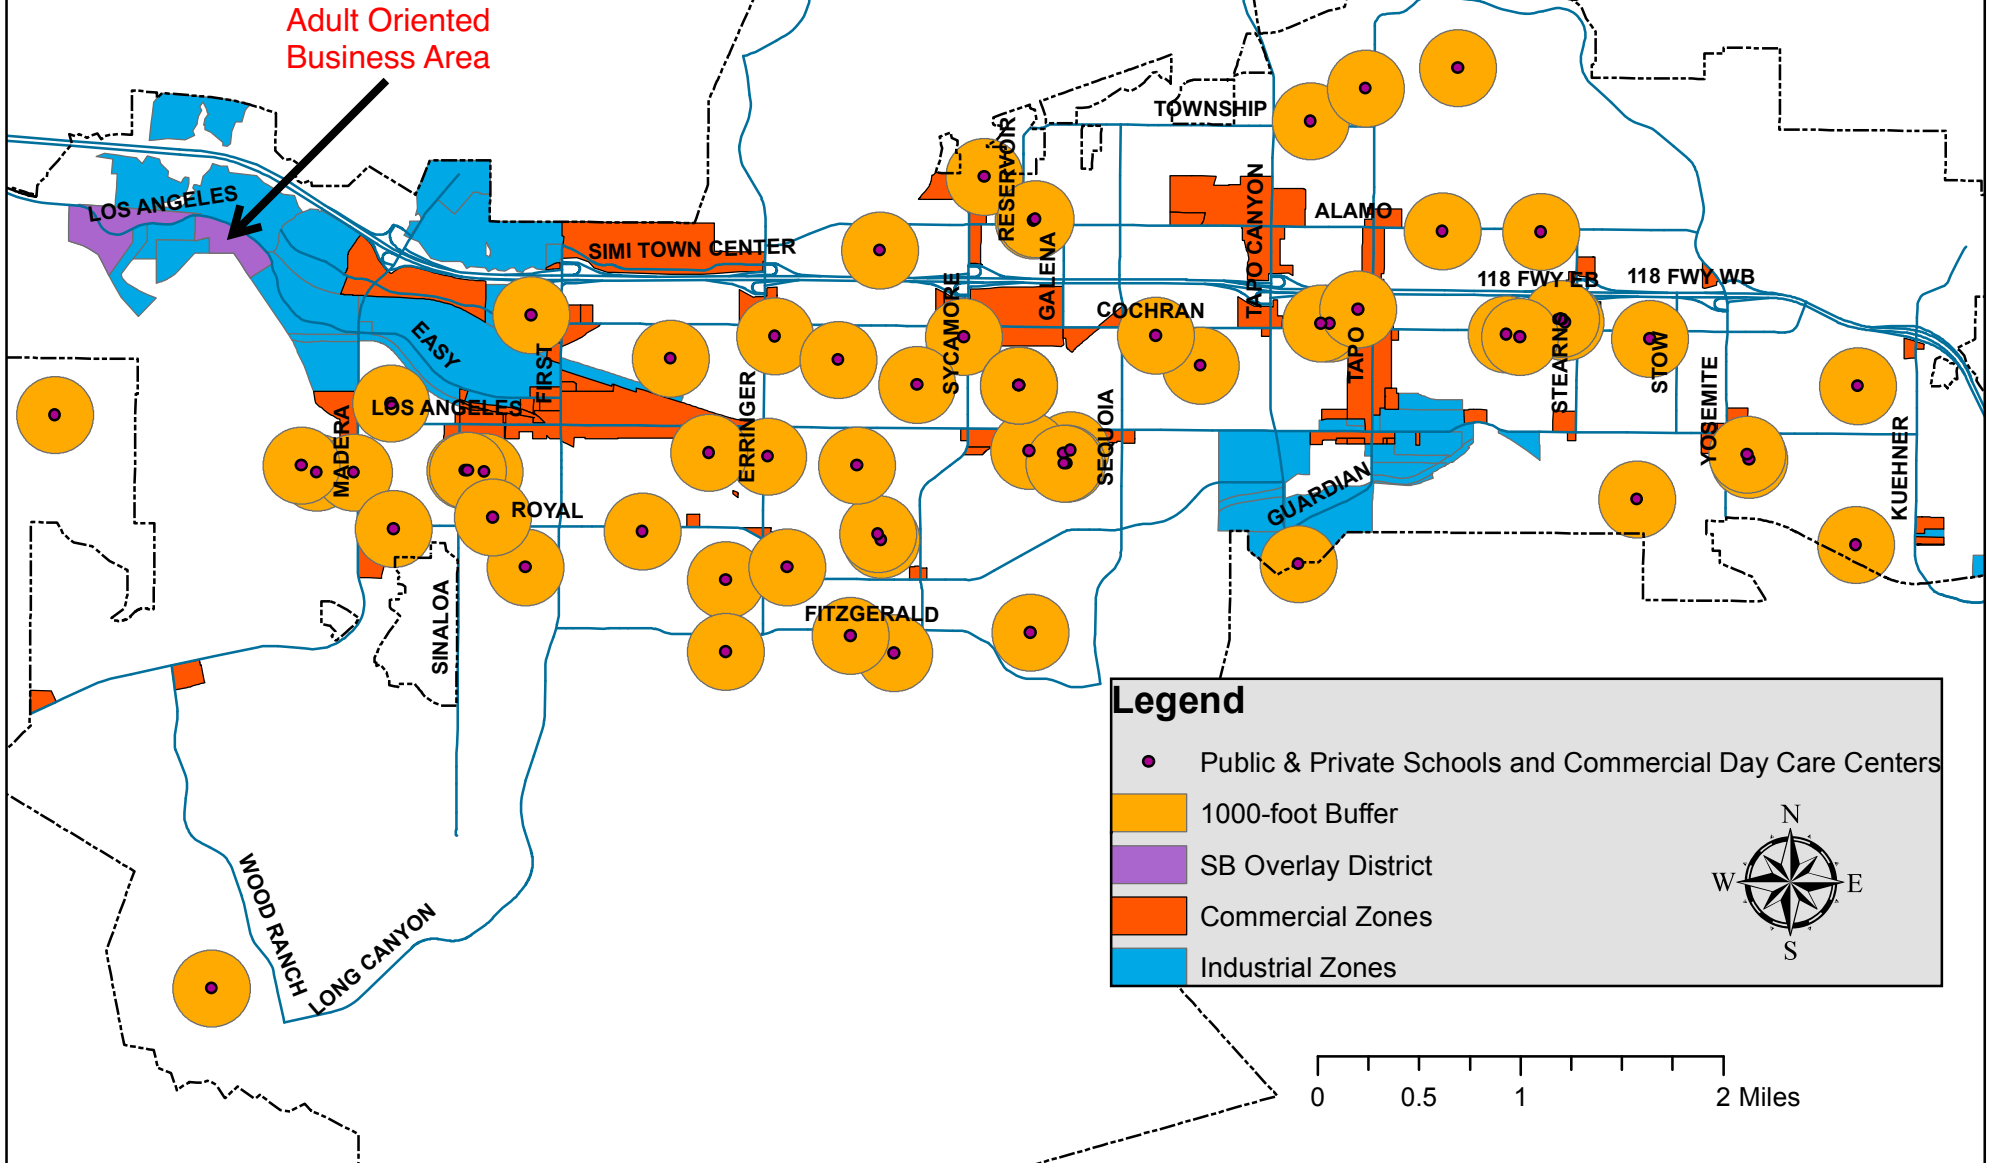 Adult Oriented
Business Area
TOWNSHIP
RESERVOIR
TAPO CANYON
LOS ANGELES
ALAMO
SIMI TOWN CENTER
GALENA
118 FWY EB
118 FWY WB
SYCAMORE
COCHRAN
EASY
FIRST
TAPO
STEARNS
STOW
YOSEMITE
LOS ANGELES
MADERA
ERRINGER
SEQUOIA
KUEHNER
ROYAL
GUARDIAN
SINALOA
FITZGERALD
WOOD RANCH
LONG CANYON
Legend
Public & Private Schools and Commercial Day Care Centers
1000-foot Buffer
SB Overlay District
Commercial Zones
Industrial Zones
N
W
E
S
0
0.5
1
2 Miles